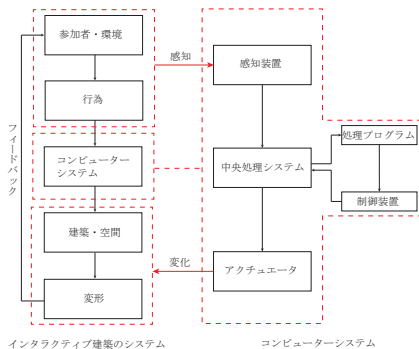 参加者・環境
行為
コンピューター
システム
建築・空間
変形
フィードバック
感知
変化
感知装置
中央処理システム
アクチュエータ
処理プログラム
制御装置
インタラクティブ建築のシステム
コンピューターシステム